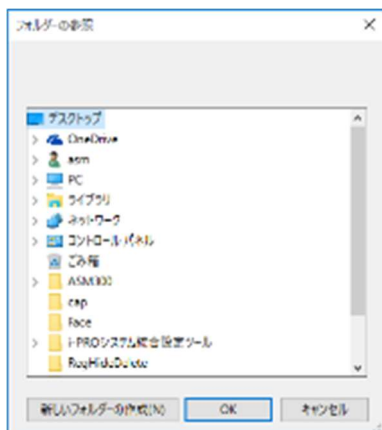 フォルダーの参照
デスクトップ
OneDrive
asm
PC
ライブラリ
ネットワーク
コントロール パネル
ごみ箱
ASM300
cap
Face
i-PROシステム統合設定ツール
RegHideDelete
新しいフォルダーの作成(N)
OK
キャンセル